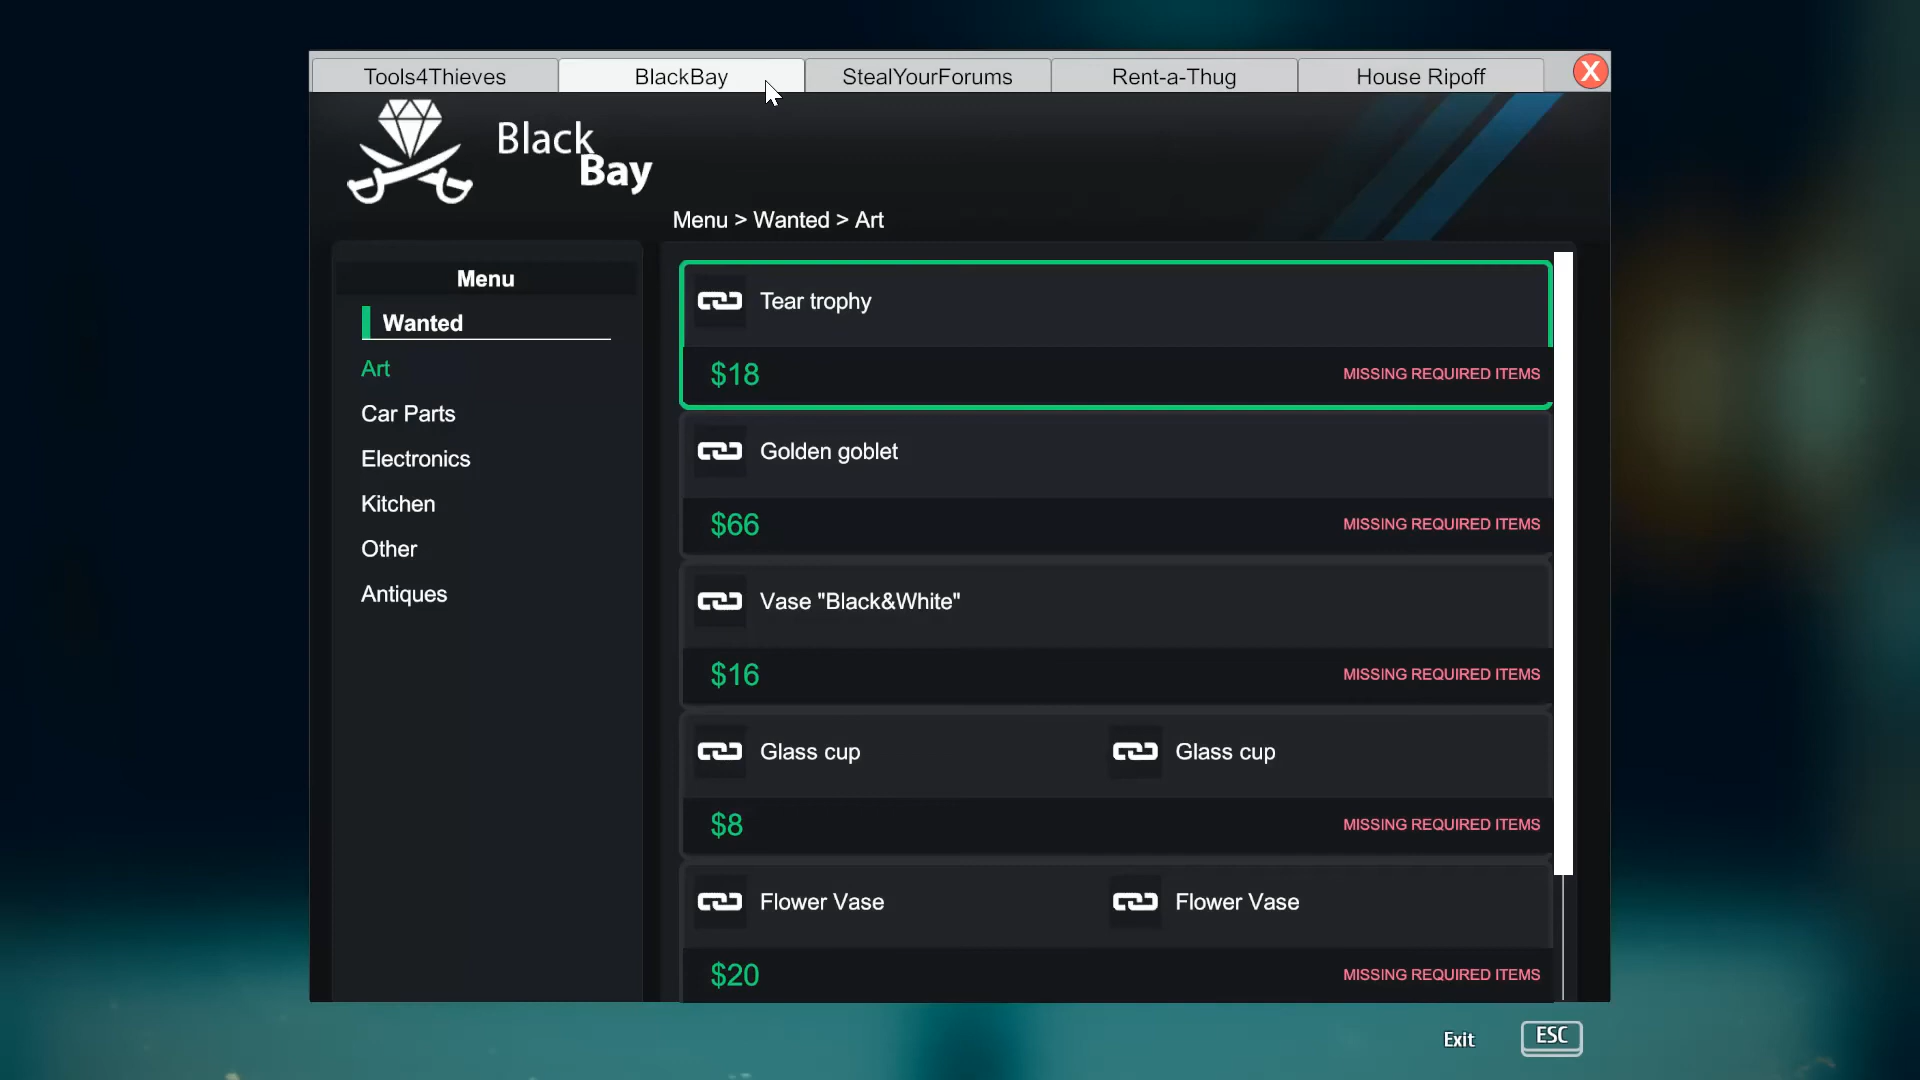 Tools4Thieves
BlackBay
StealYourForums
Rent-a-Thug
House Ripoff
X
Black
Bay
Menu > Wanted > Art
Menu
Wanted
Art
Car Parts
Electronics
Kitchen
Other
Antiques
Tear trophy
$18 MISSING REQUIRED ITEMS
Golden goblet
$66 MISSING REQUIRED ITEMS
Vase "Black&White"
$16 MISSING REQUIRED ITEMS
Glass cup Glass cup
$8 MISSING REQUIRED ITEMS
Flower Vase Flower Vase
$20 MISSING REQUIRED ITEMS
Exit ESC